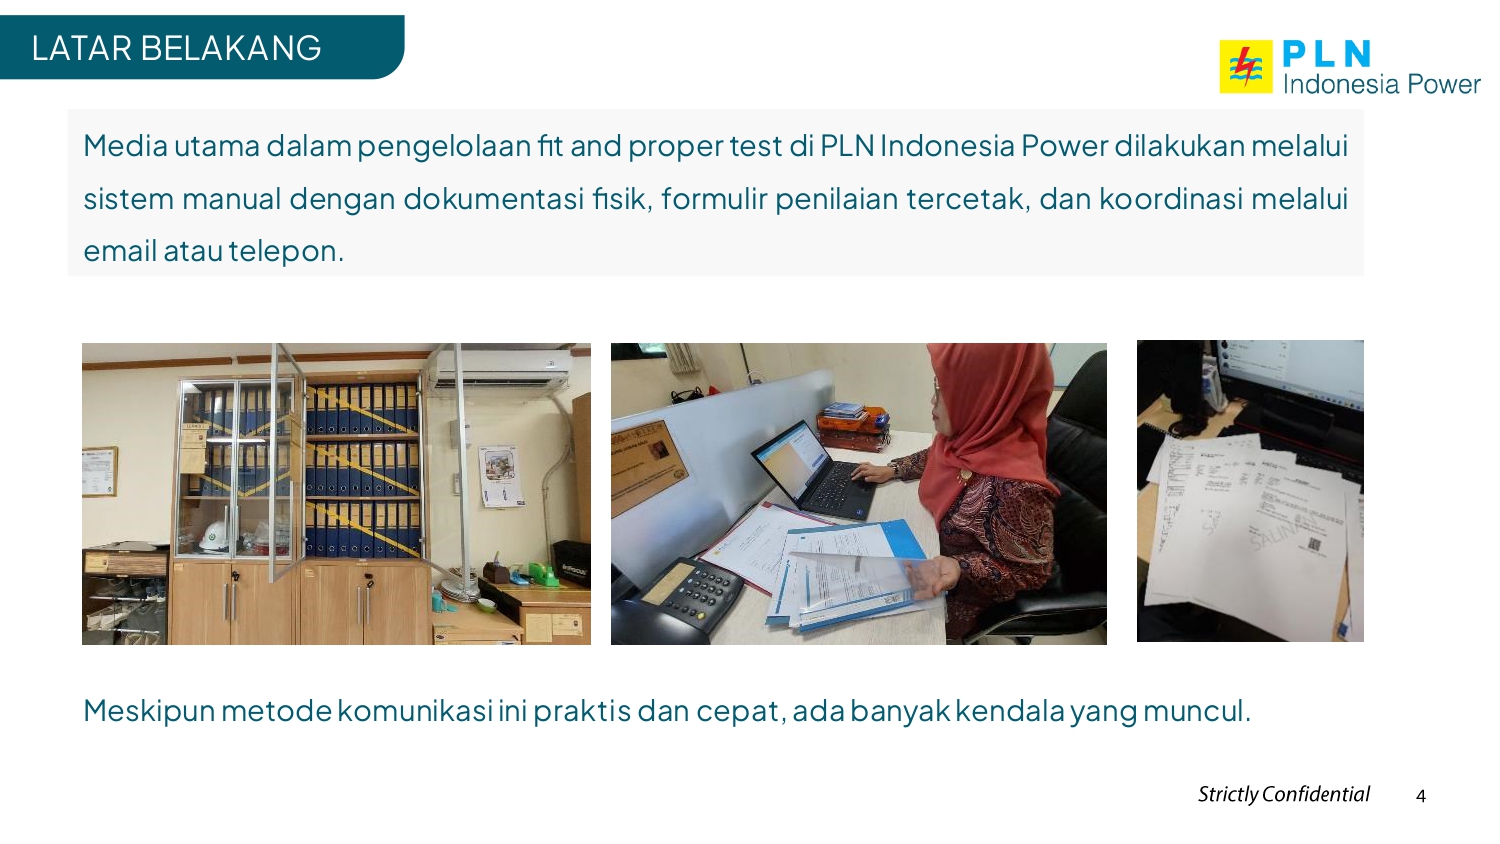 LATAR BELAKANG
PLN
Indonesia Power
Media utama dalam pengelolaan fit and proper test di PLN Indonesia Power dilakukan melalui
sistem manual dengan dokumentasi fisik, formulir penilaian tercetak, dan koordinasi melalui
email atau telepon.
InFocus
SALINAN
Meskipun metode komunikasi ini praktis dan cepat, ada banyak kendala yang muncul.
Strictly Confidential
4